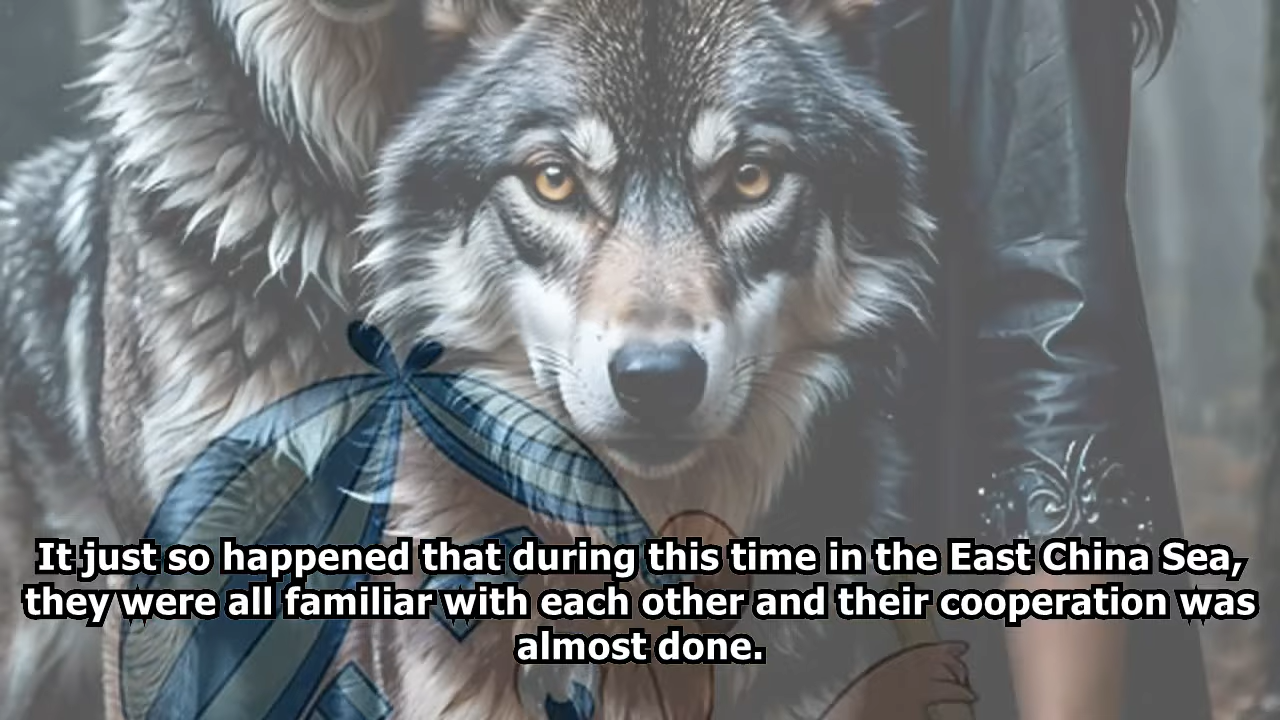 It just so happened that during this time in the East China Sea,
they were all familiar with each other and their cooperation was
almost done.